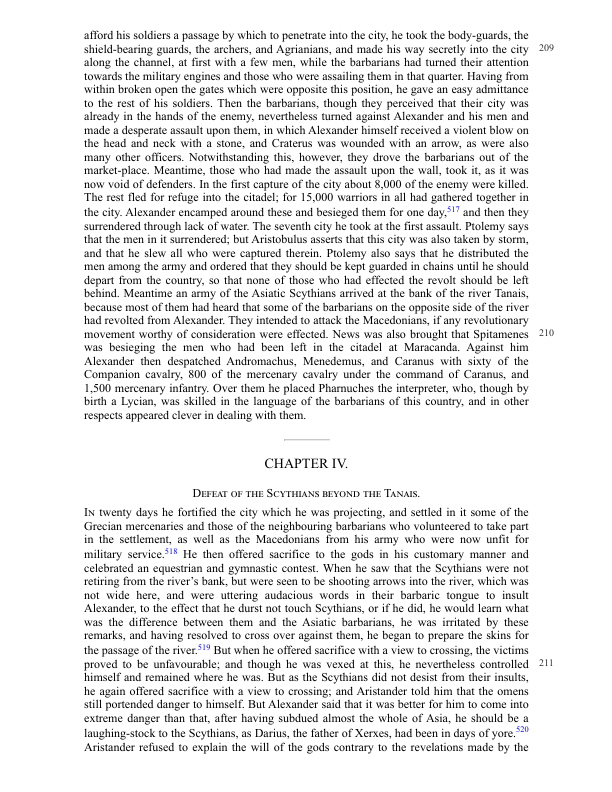 afford his soldiers a passage by which to penetrate into the city, he took the body-guards, the
shield-bearing guards, the archers, and Agrianians, and made his way secretly into the city 209
along the channel, at first with a few men, while the barbarians had turned their attention
towards the military engines and those who were assailing them in that quarter. Having from
within broken open the gates which were opposite this position, he gave an easy admittance
to the rest of his soldiers. Then the barbarians, though they perceived that their city was
already in the hands of the enemy, nevertheless turned against Alexander and his men and
made a desperate assault upon them, in which Alexander himself received a violent blow on
the head and neck with a stone, and Craterus was wounded with an arrow, as were also
many other officers. Notwithstanding this, however, they drove the barbarians out of the
market-place. Meantime, those who had made the assault upon the wall, took it, as it was
now void of defenders. In the first capture of the city about 8,000 of the enemy were killed.
The rest fled for refuge into the citadel; for 15,000 warriors in all had gathered together in
the city. Alexander encamped around these and besieged them for one day,517 and then they
surrendered through lack of water. The seventh city he took at the first assault. Ptolemy
says that the men in it surrendered; but Aristobulus asserts that this city was also taken by storm,
and that he slew all who were captured therein. Ptolemy also says that he distributed the
men among the army and ordered that they should be kept guarded in chains until he should
depart from the country, so that none of those who had effected the revolt should be left
behind. Meantime an army of the Asiatic Scythians arrived at the bank of the river Tanais,
because most of them had heard that some of the barbarians on the opposite side of the river
had revolted from Alexander. They intended to attack the Macedonians, if any revolutionary
movement worthy of consideration were effected. News was also brought that Spitamenes 210
was besieging the men who had been left in the citadel at Maracanda. Against him
Alexander then despatched Andromachus, Menedemus, and Caranus with sixty of the
Companion cavalry, 800 of the mercenary cavalry under the command of Caranus, and
1,500 mercenary infantry. Over them he placed Pharnuches the interpreter, who, though by
birth a Lycian, was skilled in the language of the barbarians of this country, and in other
respects appeared clever in dealing with them.
CHAPTER IV.
Defeat of the Scythians beyond the Tanais.
In twenty days he fortified the city which he was projecting, and settled in it some of the
Grecian mercenaries and those of the neighbouring barbarians who volunteered to take part
in the settlement, as well as the Macedonians from his army who were now unfit for
military service.518 He then offered sacrifice to the gods in his customary manner and
celebrated an equestrian and gymnastic contest. When he saw that the Scythians were not
retiring from the river's bank, but were seen to be shooting arrows into the river, which was
not wide here, and were uttering audacious words in their barbaric tongue to insult
Alexander, to the effect that he durst not touch Scythians, or if he did, he would learn what
was the difference between them and the Asiatic barbarians, he was irritated by these
remarks, and having resolved to cross over against them, he began to prepare the skins for
the passage of the river.519 But when he offered sacrifice with a view to crossing, the victims
proved to be unfavourable; and though he was vexed at this, he nevertheless controlled 211
himself and remained where he was. But as the Scythians did not desist from their insults,
he again offered sacrifice with a view to crossing; and Aristander told him that the omens
still portended danger to himself. But Alexander said that it was better for him to come into
extreme danger than that, after having subdued almost the whole of Asia, he should be a
laughing-stock to the Scythians, as Darius, the father of Xerxes, had been in days of yore.520
Aristander refused to explain the will of the gods contrary to the revelations made by the